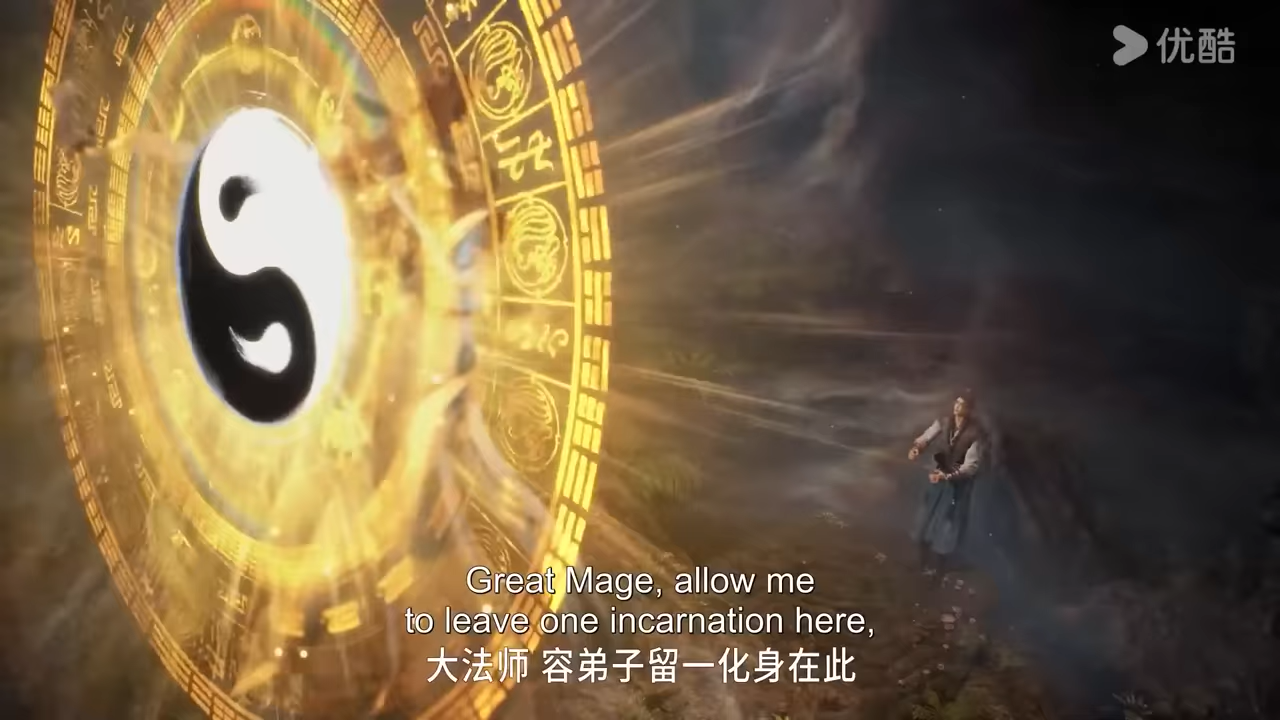 优酷
Great Mage, allow me
to leave one incarnation here,
大法师 容弟子留一化身在此